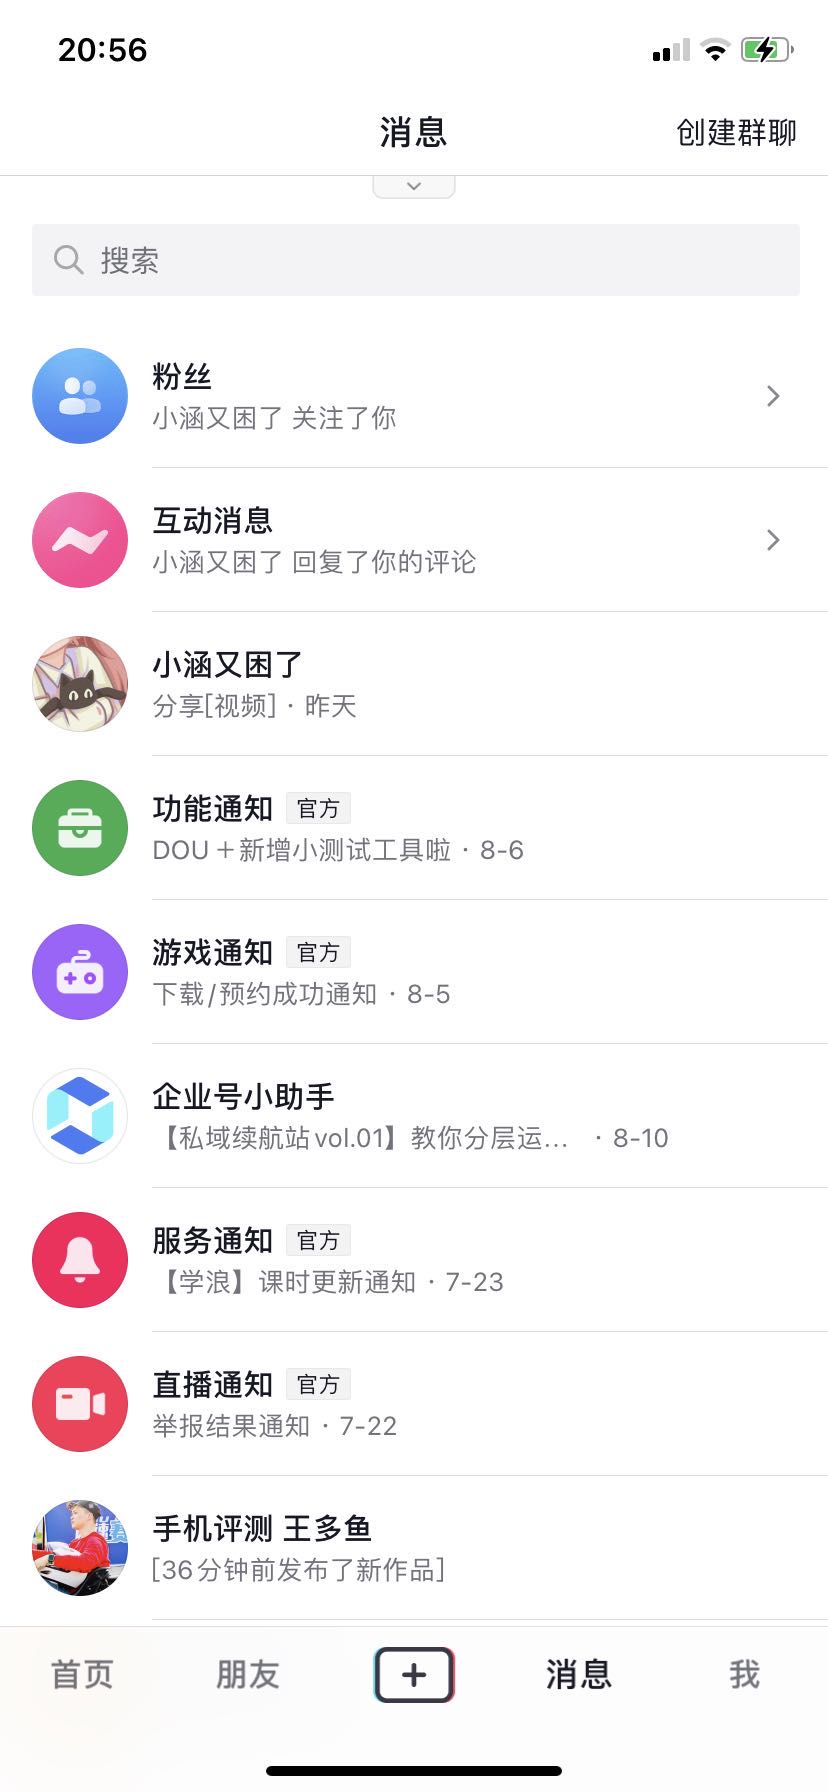 20:56
消息
创建群聊
搜索
粉丝
小涵又困了 关注了你
互动消息
小涵又困了 回复了你的评论
小涵又困了
分享[视频] · 昨天
功能通知 官方
DOU＋新增小测试工具啦 · 8-6
游戏通知 官方
下载/预约成功通知 · 8-5
企业号小助手
【私域续航站vol.01】教你分层运... · 8-10
服务通知 官方
【学浪】课时更新通知 · 7-23
直播通知 官方
举报结果通知 · 7-22
手机评测 王多鱼
[36分钟前发布了新作品]
首页
朋友
消息
我